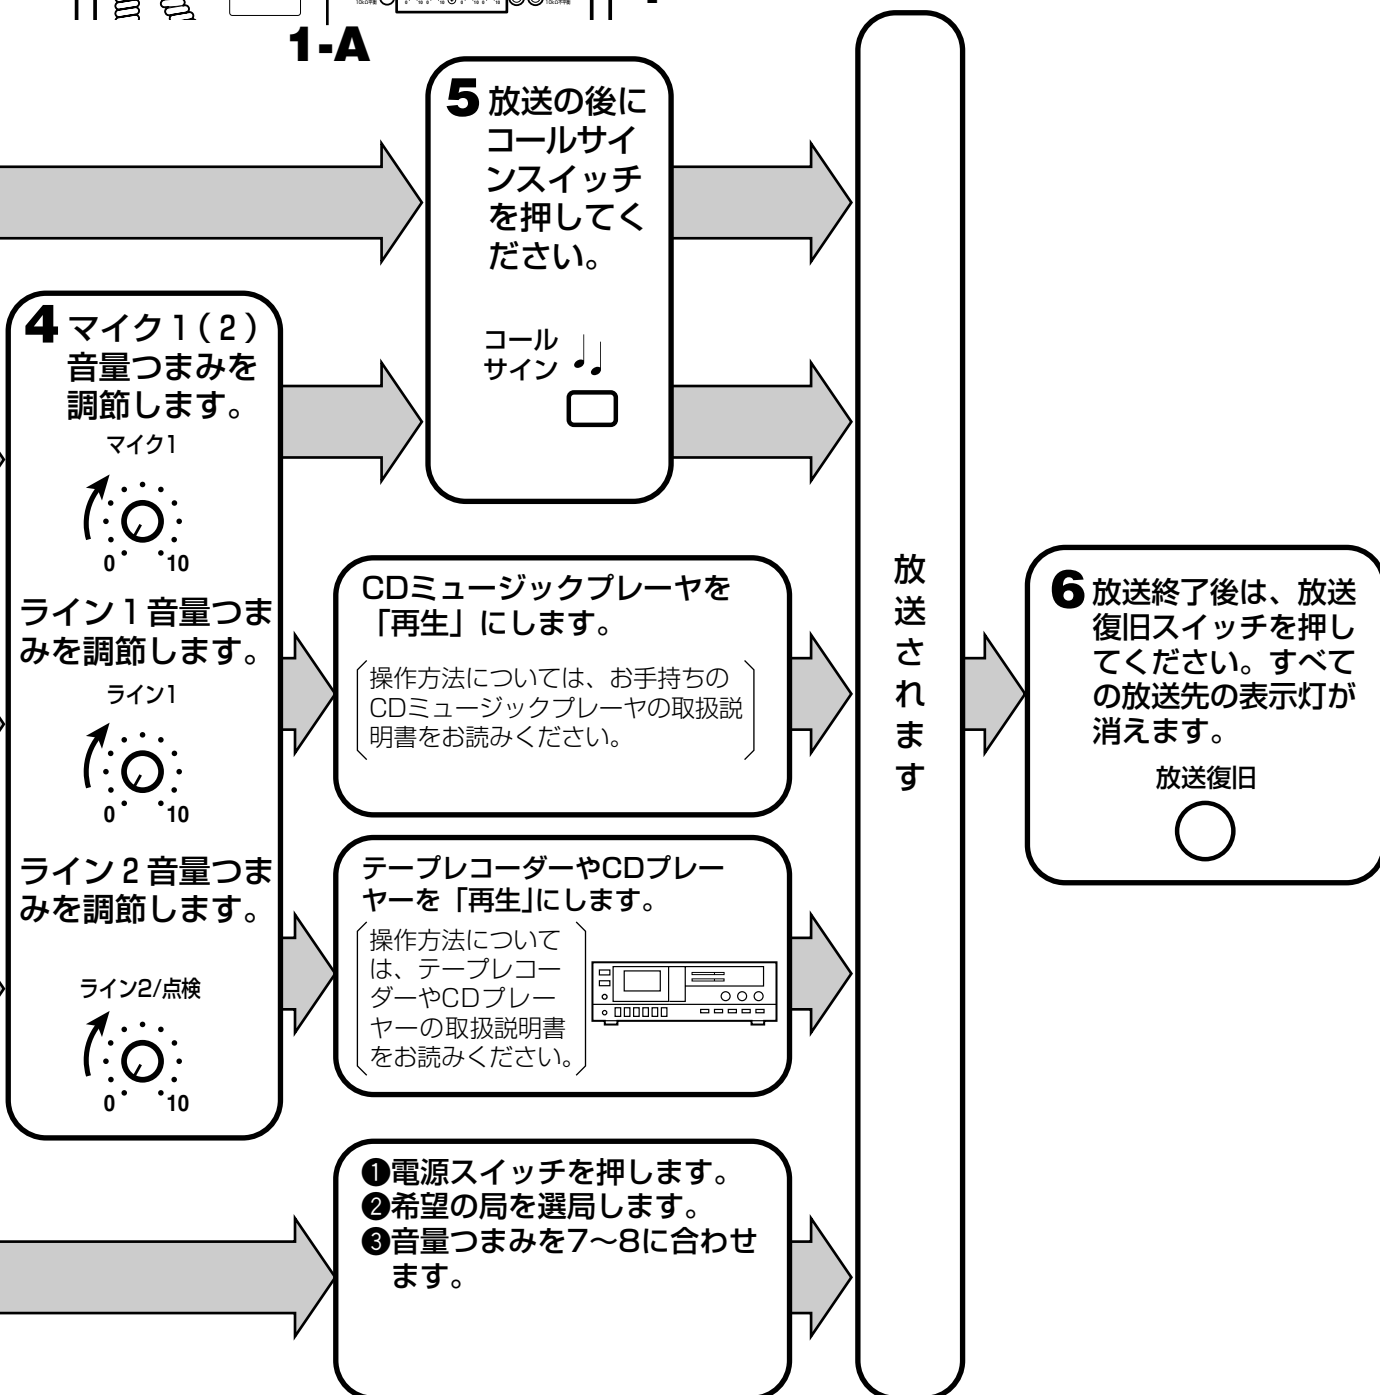 1-A
5 放送の後に
コールサイ
ンスイッチ
を押してく
ださい。
コール
サイン
4 マイク1(2)
音量つまみを
調節します。
マイク1
0 10
ライン1音量つま
みを調節します。
ライン1
0 10
ライン2音量つま
みを調節します。
ライン2/点検
0 10
CDミュージックプレーヤを
「再生」にします。
操作方法については、お手持ちの
CDミュージックプレーヤの取扱説
明書をお読みください。
テープレコーダーやCDプレー
ヤーを「再生」にします。
操作方法について
は、テープレコー
ダーやCDプレー
ヤーの取扱説明書
をお読みください。
❶電源スイッチを押します。
❷希望の局を選局します。
❸音量つまみを7〜8に合わせ
ます。
放送されます
6 放送終了後は、放送
復旧スイッチを押し
てください。すべて
の放送先の表示灯が
消えます。
放送復旧